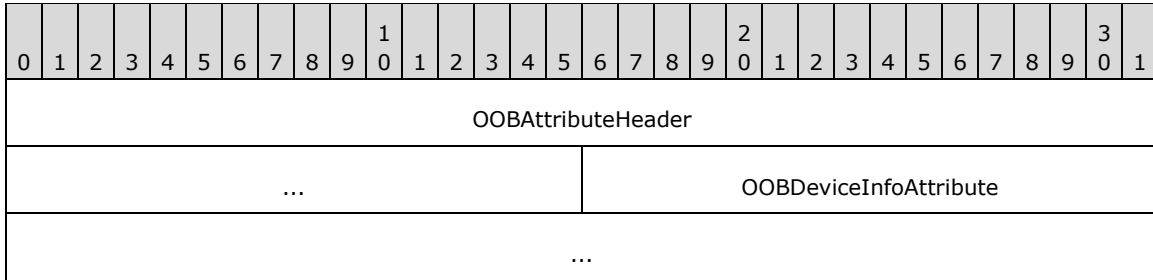 1 2 3
0 1 2 3 4 5 6 7 8 9 0 1 2 3 4 5 6 7 8 9 0 1 2 3 4 5 6 7 8 9 0 1
OOBAttributeHeader
... OOBDeviceInfoAttribute
...